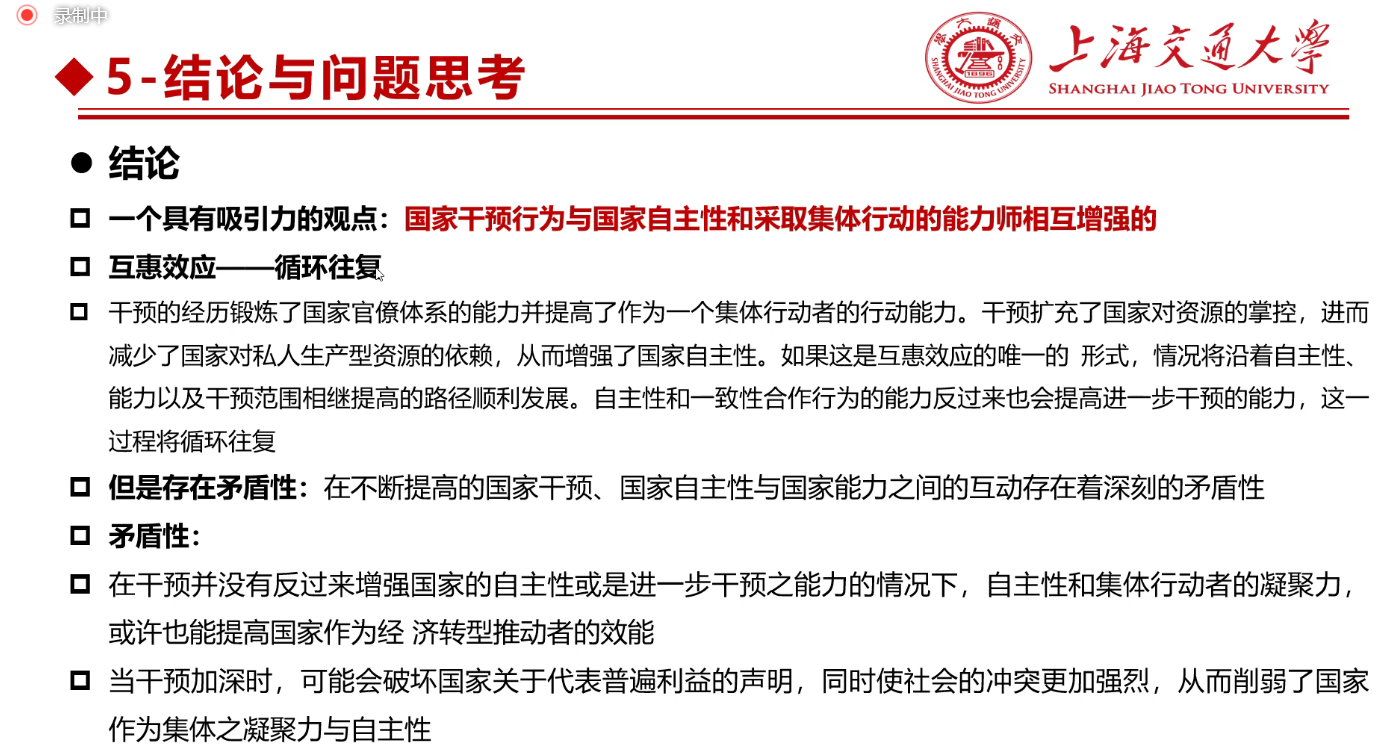 录制中
5-结论与问题思考
上海交通大学
SHANGHAI JIAO TONG UNIVERSITY
1896
SHANGHAI JIAO TONG UNIVERSITY
结论
一个具有吸引力的观点：国家干预行为与国家自主性和采取集体行动的能力师相互增强的
互惠效应——循环往复
干预的经历锻炼了国家官僚体系的能力并提高了作为一个集体行动者的行动能力。干预扩充了国家对资源的掌控，进而
减少了国家对私人生产型资源的依赖，从而增强了国家自主性。如果这是互惠效应的唯一的 形式，情况将沿着自主性、
能力以及干预范围相继提高的路径顺利发展。自主性和一致性合作行为的能力反过来也会提高进一步干预的能力，这一
过程将循环往复
但是存在矛盾性：在不断提高的国家干预、国家自主性与国家能力之间的互动存在着深刻的矛盾性
矛盾性：
在干预并没有反过来增强国家的自主性或是进一步干预之能力的情况下，自主性和集体行动者的凝聚力，
或许也能提高国家作为经 济转型推动者的效能
当干预加深时，可能会破坏国家关于代表普遍利益的声明，同时使社会的冲突更加强烈，从而削弱了国家
作为集体之凝聚力与自主性